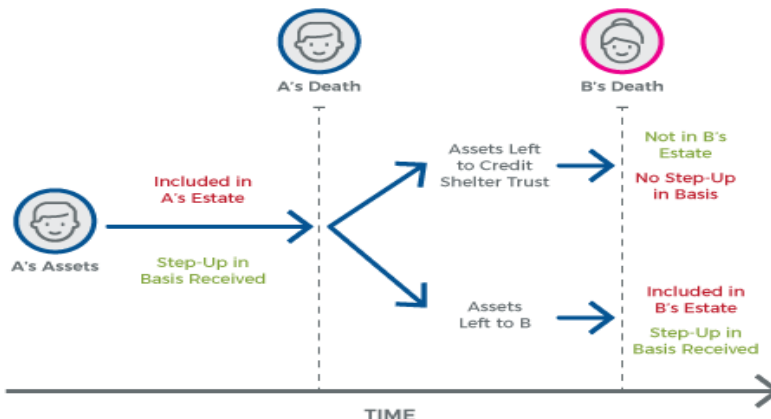 A's Death
B's Death
Included in
A's Estate
A's Assets
Step-Up in
Basis Received
Assets Left
to Credit
Shelter Trust
Not in B's
Estate
No Step-Up
in Basis
Assets
Left to B
Included in
B's Estate
Step-Up in
Basis Received
TIME